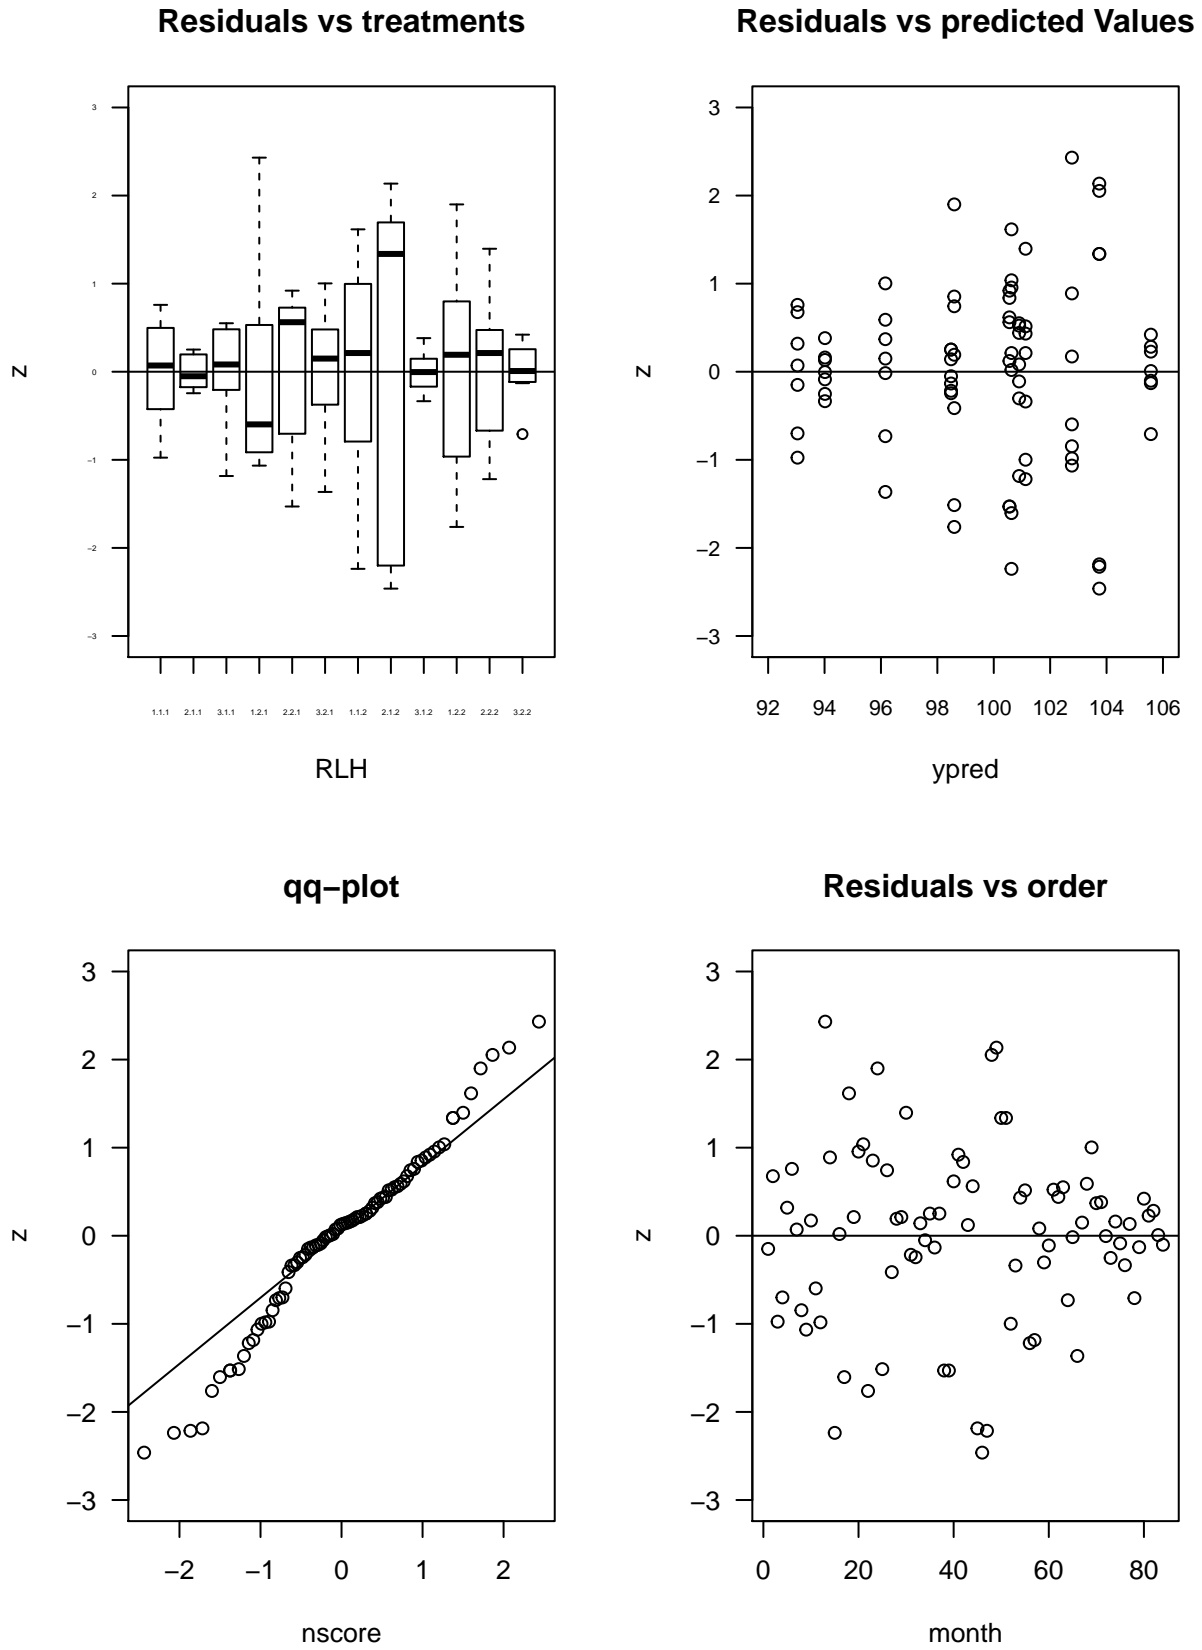 Residuals vs treatments
z
3
2
1
0
−1
−2
−3
1.1.1 2.1.1 3.1.1 1.2.1 2.2.1 3.2.1 1.1.2 2.1.2 3.1.2 1.2.2 2.2.2 3.2.2
RLH
Residuals vs predicted Values
z
3
2
1
0
−1
−2
−3
92 94 96 98 100 102 104 106
ypred
qq−plot
z
3
2
1
0
−1
−2
−3
−2 −1 0 1 2
nscore
Residuals vs order
z
3
2
1
0
−1
−2
−3
0 20 40 60 80
month